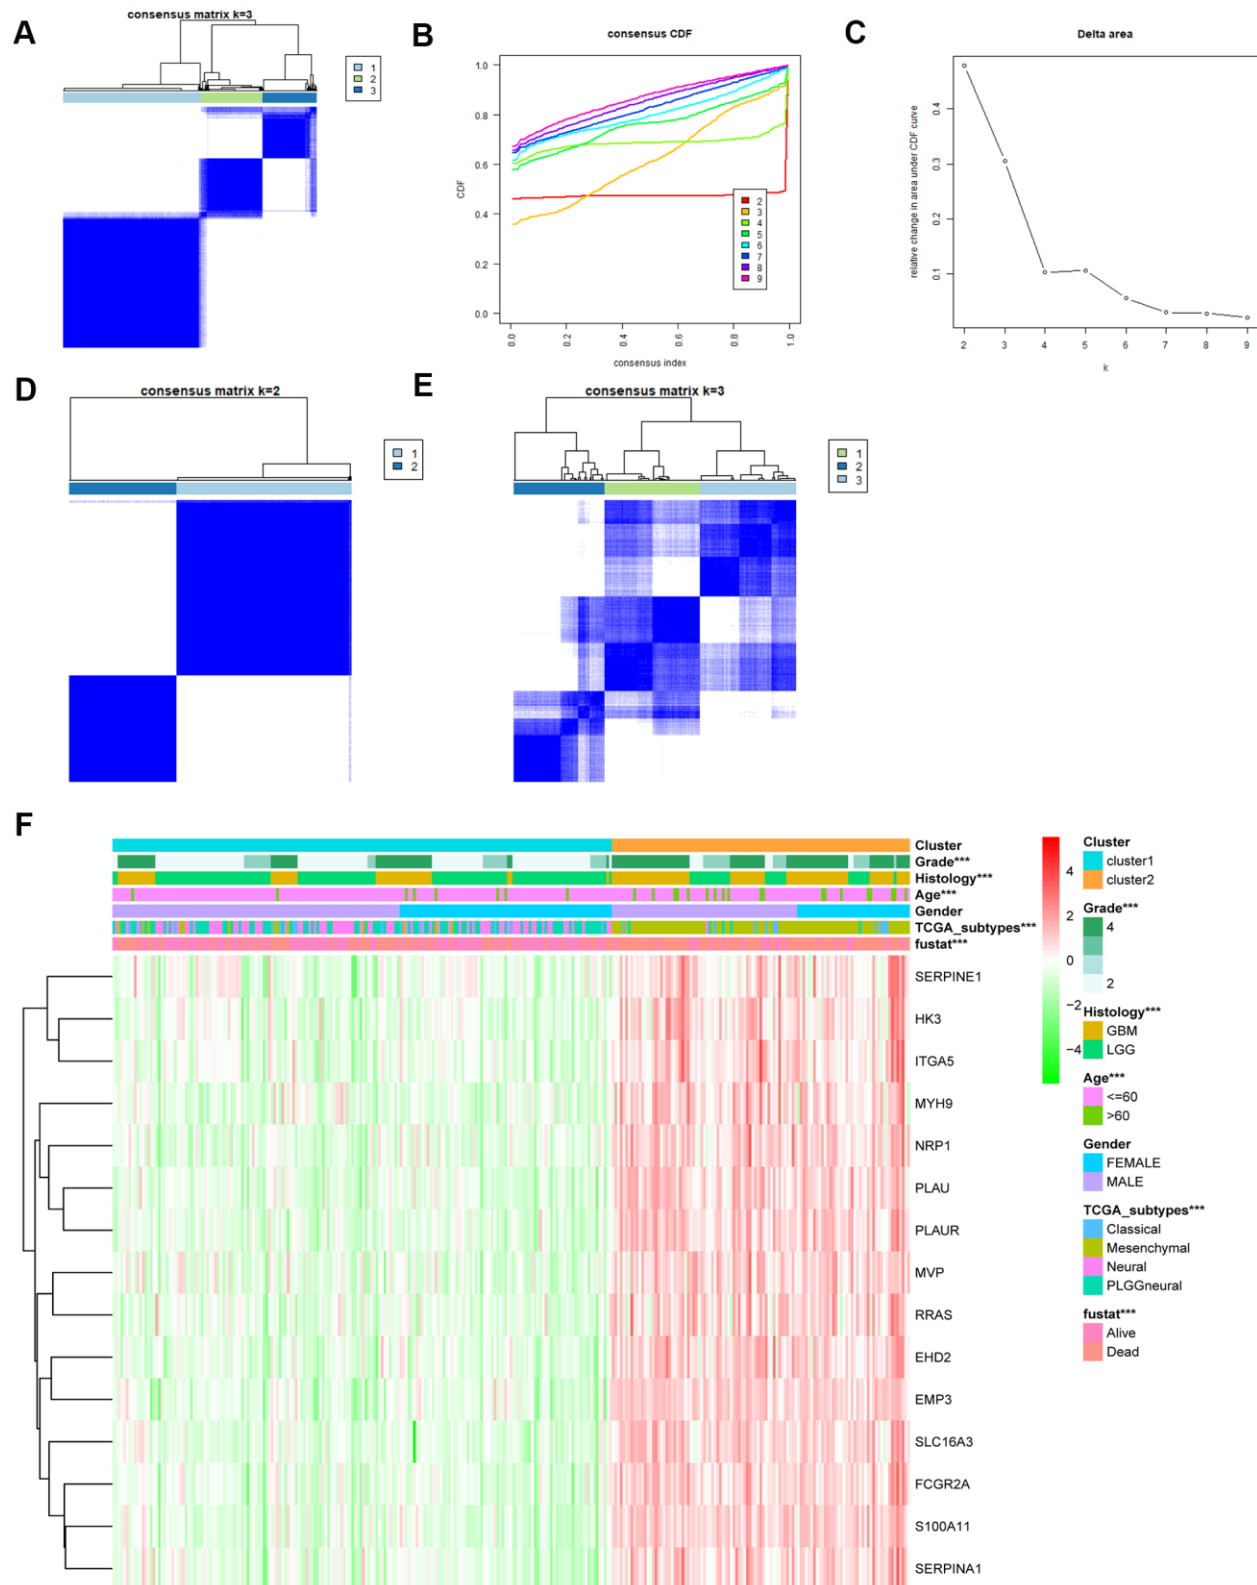 A
consensus matrix k=3
1
2
3
B
consensus CDF
CDF
1.0
0.8
0.6
0.4
0.2
0.0
0.0
0.2
0.4
0.6
0.8
1.0
consensus index
2
3
4
5
6
7
8
9
C
Delta area
relative change in area under CDF curve
0.4
0.3
0.2
0.1
2
3
4
5
6
7
8
9
k
D
consensus matrix k=2
1
2
E
consensus matrix k=3
1
2
3
F
Cluster
Grade***
Histology***
Age***
Gender
TCGA_subtypes***
fustat***
SERPINE1
HK3
ITGA5
MYH9
NRP1
PLAU
PLAUR
MVP
RRAS
EHD2
EMP3
SLC16A3
FCGR2A
S100A11
SERPINA1
4
2
0
−2
−4
Cluster
cluster1
cluster2
Grade***
4
2
Histology***
GBM
LGG
Age***
<=60
>60
Gender
FEMALE
MALE
TCGA_subtypes***
Classical
Mesenchymal
Neural
PLGGneural
fustat***
Alive
Dead